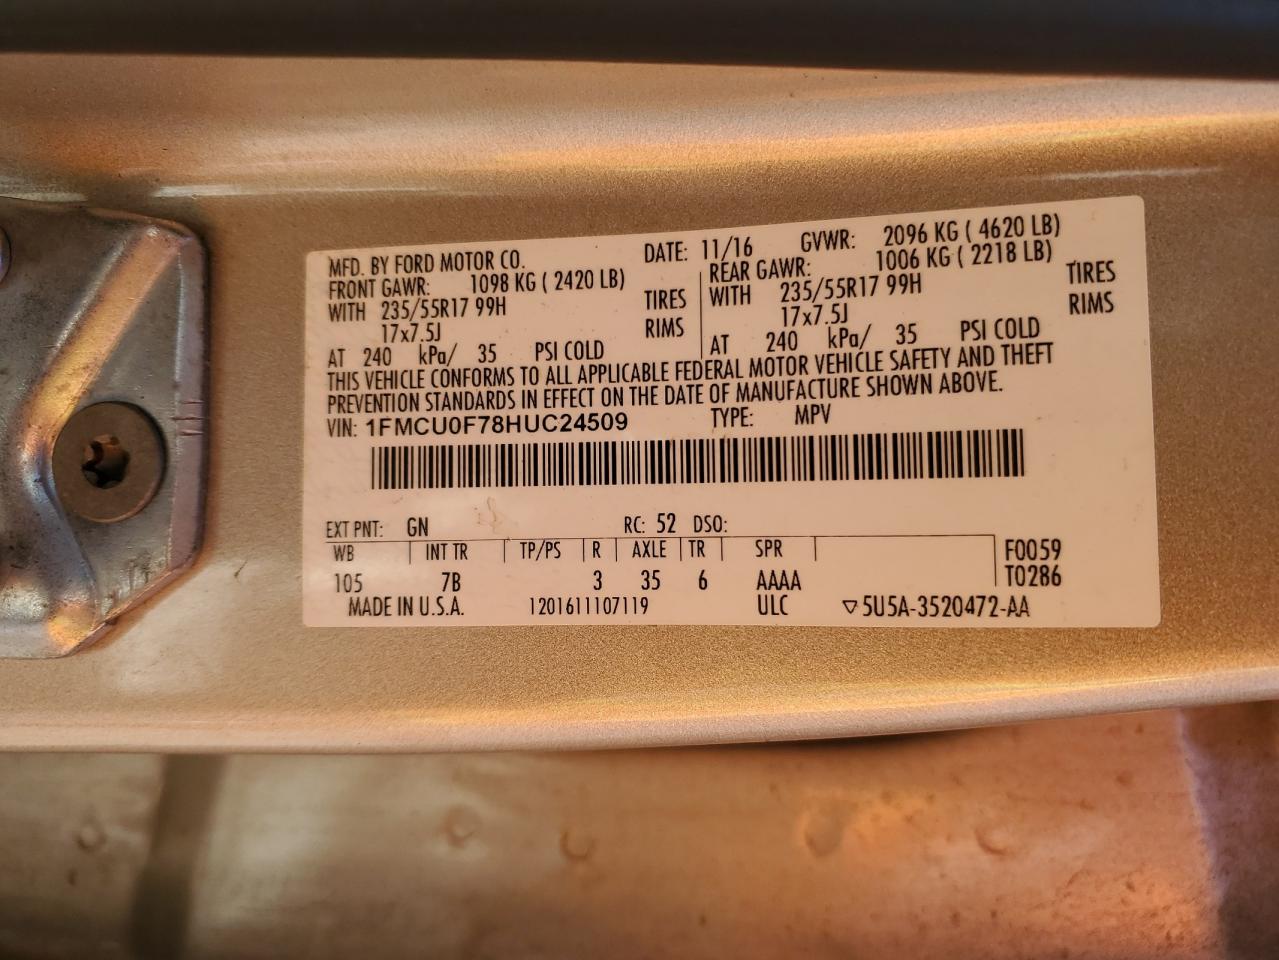 MFD. BY FORD MOTOR CO. DATE: 11/16 GVWR: 2096 KG ( 4620 LB)
FRONT GAWR: 1098 KG ( 2420 LB) REAR GAWR: 1006 KG ( 2218 LB)
WITH 235/55R17 99H TIRES WITH 235/55R17 99H TIRES
17x7.5J RIMS 17x7.5J RIMS
AT 240 kPa/ 35 PSI COLD AT 240 kPa/ 35 PSI COLD
THIS VEHICLE CONFORMS TO ALL APPLICABLE FEDERAL MOTOR VEHICLE SAFETY AND THEFT
PREVENTION STANDARDS IN EFFECT ON THE DATE OF MANUFACTURE SHOWN ABOVE.
VIN: 1FMCU0F78HUC24509 TYPE: MPV
EXT PNT: GN RC: 52 DSO:
WB INT TR TP/PS R AXLE TR SPR F0059
105 7B 3 35 6 AAAA T0286
MADE IN U.S.A. 1201611107119 ULC ▽5U5A-3520472-AA